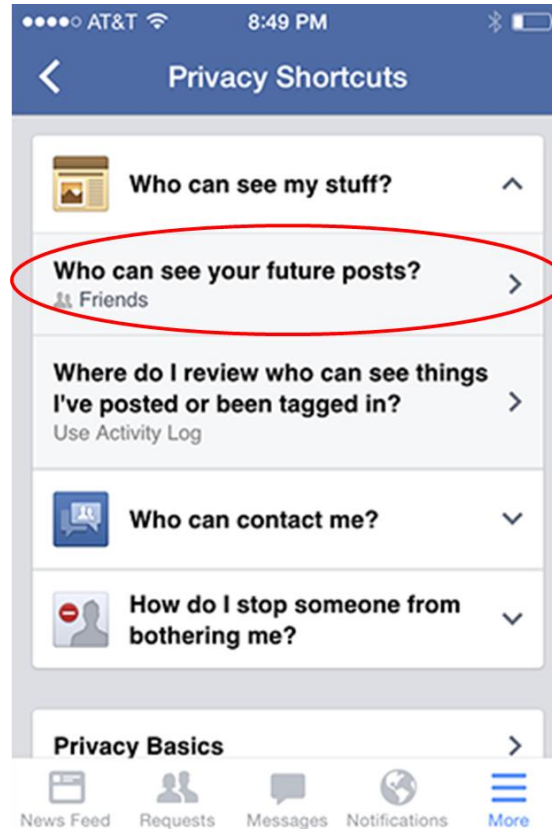 AT&T 8:49 PM
Privacy Shortcuts
Who can see my stuff?
Who can see your future posts?
Friends
Where do I review who can see things
I've posted or been tagged in?
Use Activity Log
Who can contact me?
How do I stop someone from
bothering me?
Privacy Basics
News Feed Requests Messages Notifications More